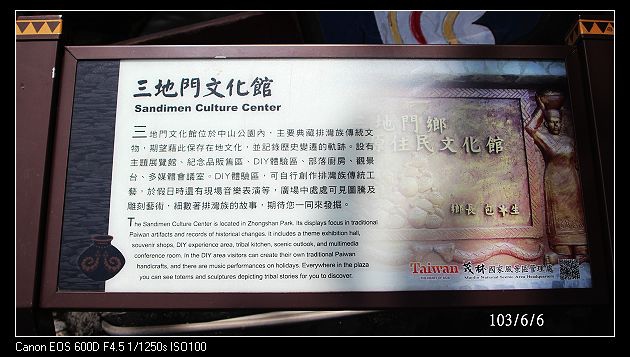 三地門文化館
Sandimen Culture Center
三地門文化館位於中山公園內，主要典藏排灣族傳統文
物，期望藉此保存在地文化，並記錄歷史變遷的軌跡。設有
主題展覽館、紀念品販售區、DIY體驗區、部落廚房、觀景
台、多媒體會議室。DIY體驗區，可自行創作排灣族傳統工
藝，於假日時還有現場音樂表演等，廣場中處處可見圖騰及
雕刻藝術，細數著排灣族的故事，期待您一同來發掘。
The Sandimen Culture Center is located in Zhongshan Park. Its displays focus in traditional
Paiwan artifacts and records of historical changes. It includes a theme exhibition hall,
souvenir shops, DIY experience area, tribal kitchen, scenic outlook, and multimedia
conference room. In the DIY area visitors can create their own traditional Paiwan
handicrafts, and there are music performances on holidays. Everywhere in the plaza
you can see totems and sculptures depicting tribal stories for you to discover.
地門鄉
住民文化館
鄉長
Taiwan 茂林國家風景區管理處
THE HEART OF ASIA
Maolin National Scenic Area Headquarters
103/6/6
Canon EOS 600D F4.5 1/1250s ISO100